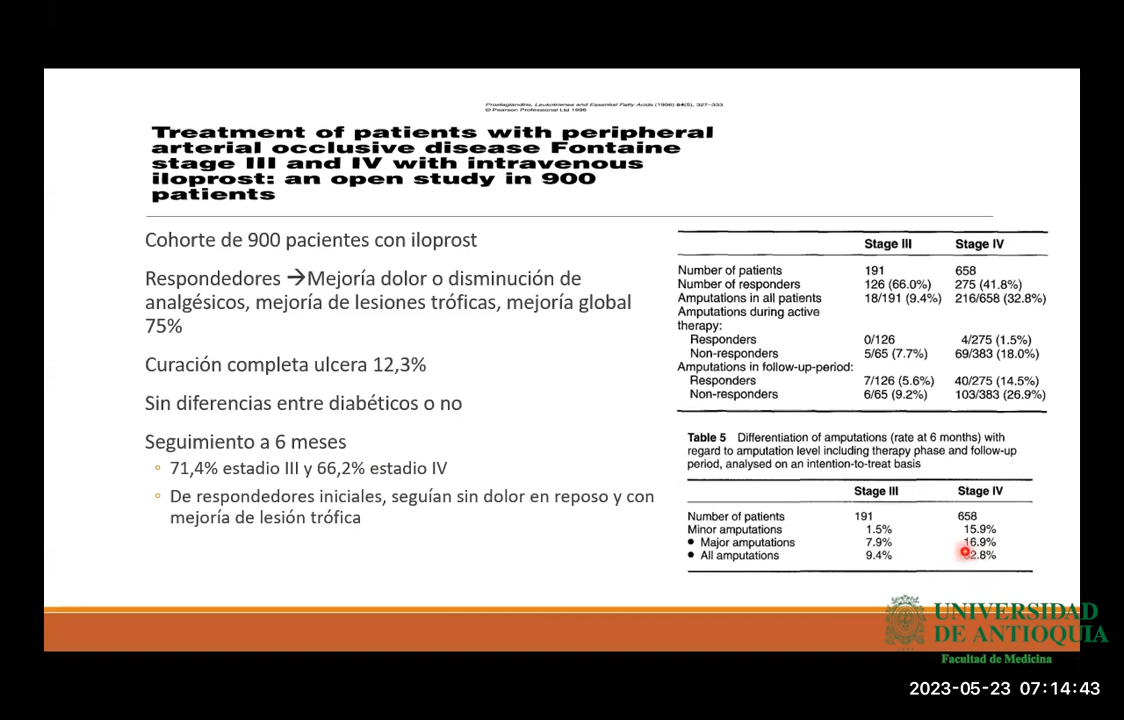 Prostaglandins, Leukotrienes and Essential Fatty Acids (1996) 54(5), 327–333
© Pearson Professional Ltd 1996
Treatment of patients with peripheral
arterial occlusive disease Fontaine
stage III and IV with intravenous
iloprost: an open study in 900
patients
Cohorte de 900 pacientes con iloprost
Respondedores →Mejoría dolor o disminución de
analgésicos, mejoría de lesiones tróficas, mejoría global
75%
Curación completa ulcera 12,3%
Sin diferencias entre diabéticos o no
Seguimiento a 6 meses
◦ 71,4% estadio III y 66,2% estadio IV
◦ De respondedores iniciales, seguían sin dolor en reposo y con
mejoría de lesión trófica
Stage III Stage IV
Number of patients 191 658
Number of responders 126 (66.0%) 275 (41.8%)
Amputations in all patients 18/191 (9.4%) 216/658 (32.8%)
Amputations during active
therapy:
Responders 0/126 4/275 (1.5%)
Non-responders 5/65 (7.7%) 69/383 (18.0%)
Amputations in follow-up-period:
Responders 7/126 (5.6%) 40/275 (14.5%)
Non-responders 6/65 (9.2%) 103/383 (26.9%)
Table 5 Differentiation of amputations (rate at 6 months) with
regard to amputation level including therapy phase and follow-up
period, analysed on an intention-to-treat basis
Stage III Stage IV
Number of patients 191 658
Minor amputations 1.5% 15.9%
● Major amputations 7.9% 16.9%
● All amputations 9.4% 32.8%
UNIVERSIDAD
DE ANTIOQUIA
Facultad de Medicina
2023-05-23 07:14:43